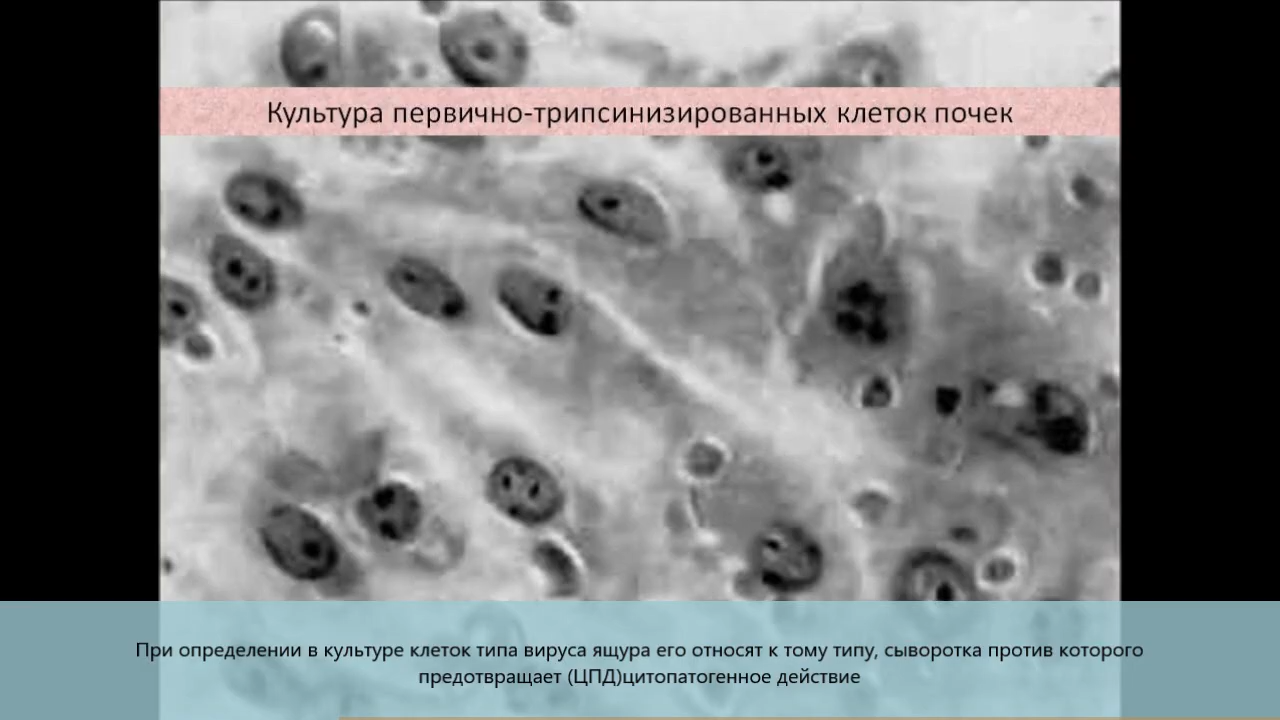 Культура первично-трипсинизированных клеток почек
При определении в культуре клеток типа вируса ящура его относят к тому типу, сыворотка против которого
предотвращает (ЦПД)цитопатогенное действие